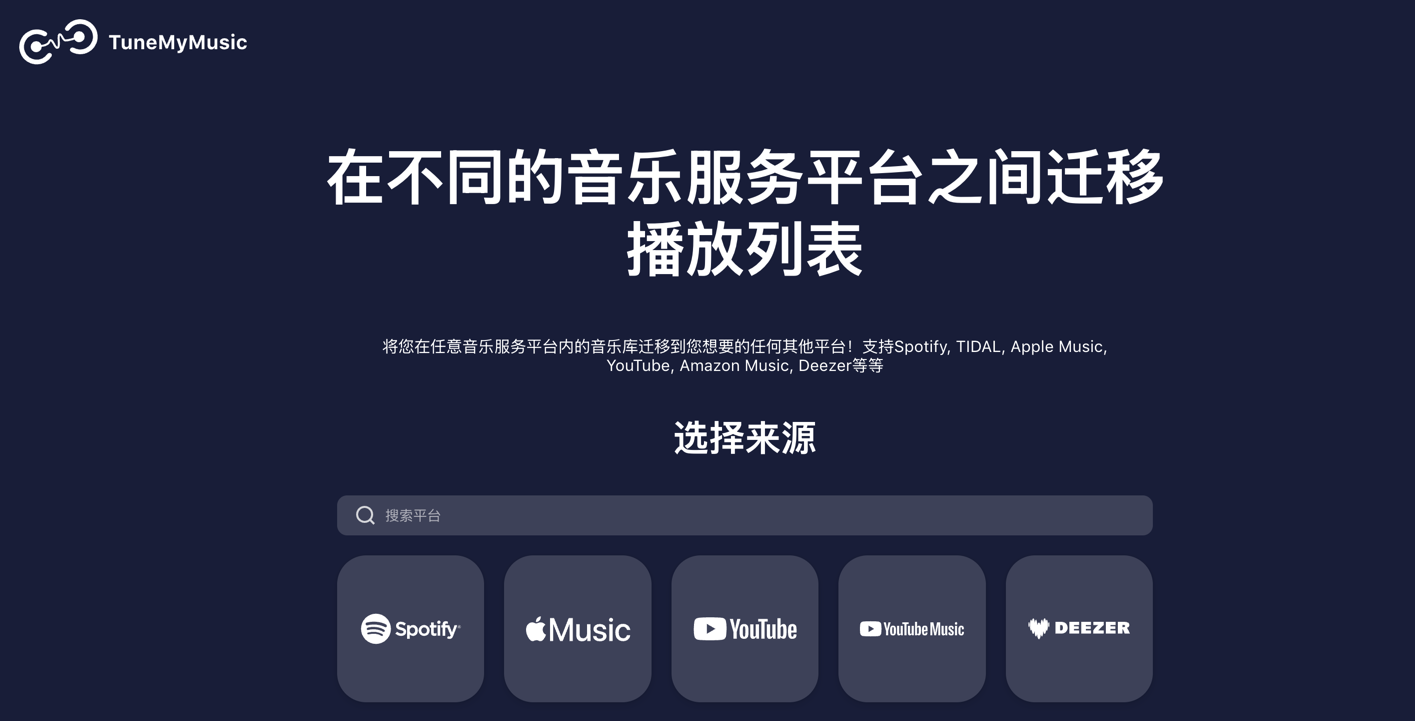 TuneMyMusic
在不同的音乐服务平台之间迁移
播放列表
将您在任意音乐服务平台内的音乐库迁移到您想要的任何其他平台！支持Spotify, TIDAL, Apple Music,
YouTube, Amazon Music, Deezer等等
选择来源
搜索平台
Spotify® Music YouTube YouTube Music DEEZER